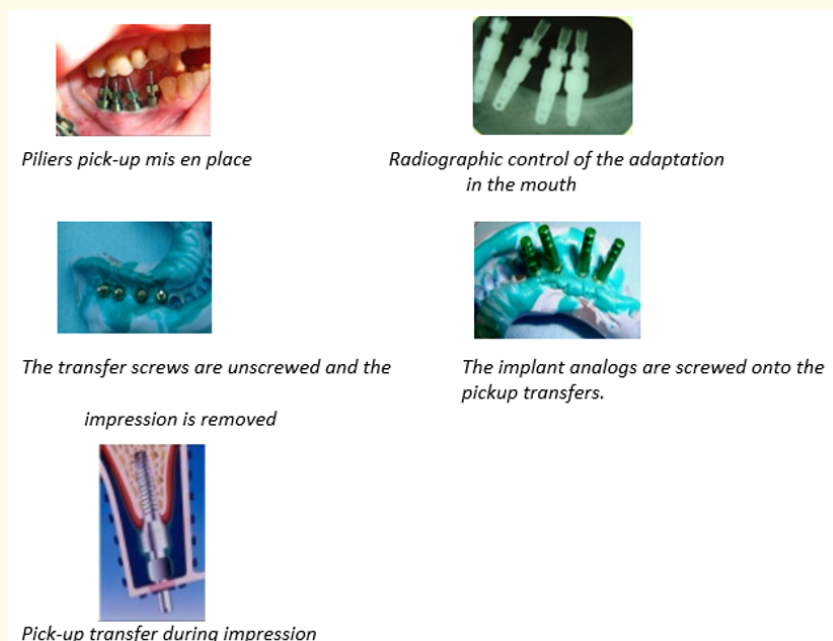 Piliers pick-up mis en place
Radiographic control of the adaptation
in the mouth
The transfer screws are unscrewed and the
impression is removed
The implant analogs are screwed onto the
pickup transfers.
Pick-up transfer during impression